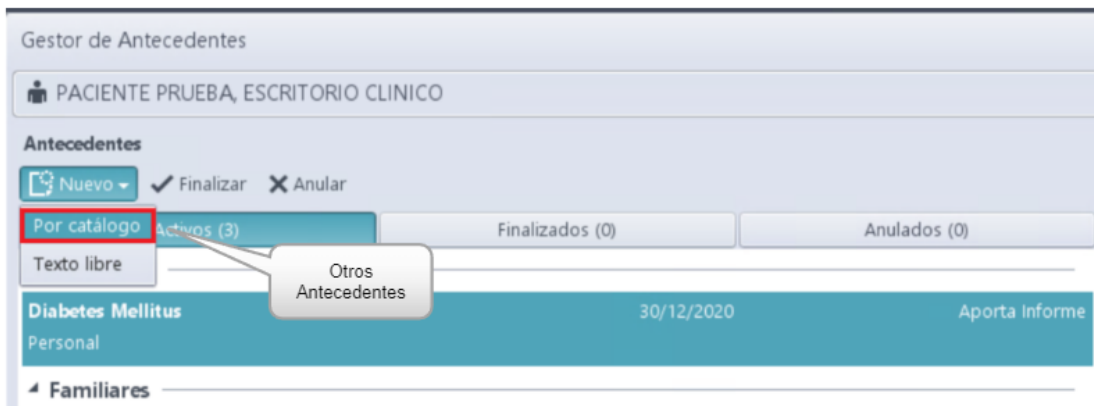 Gestor de Antecedentes
PACIENTE PRUEBA, ESCRITORIO CLINICO
Antecedentes
Nuevo Finalizar Anular
Por catálogo Activos (3) Finalizados (0) Anulados (0)
Texto libre
Otros
Antecedentes
Diabetes Mellitus 30/12/2020 Aporta Informe
Personal
Familiares